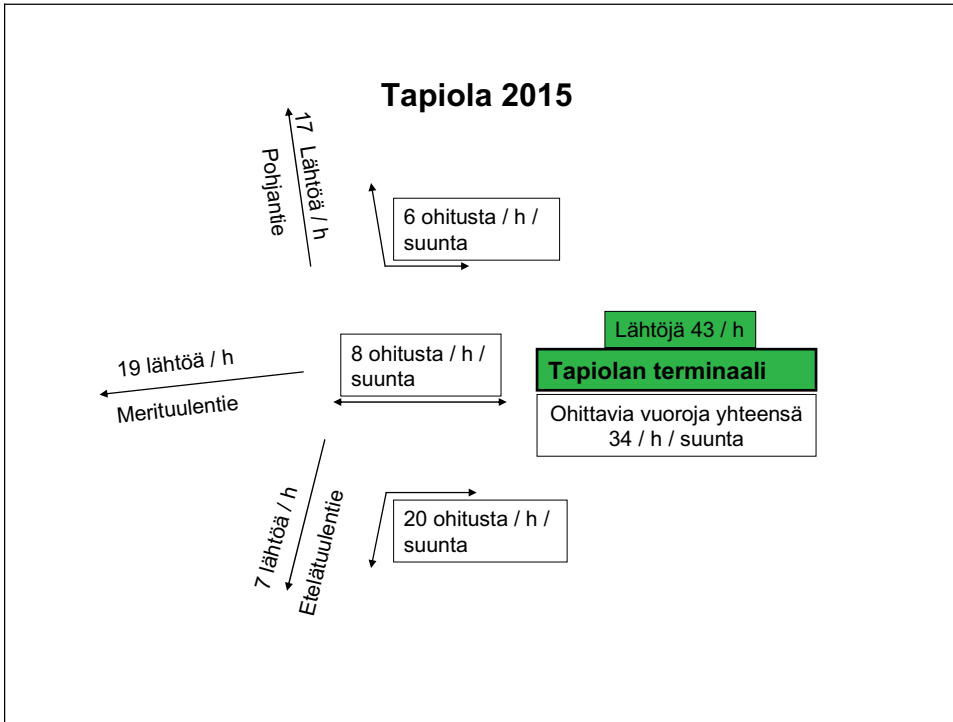 Tapiola 2015
17 Lähtöä / h
Pohjantie
6 ohitusta / h /
suunta
19 lähtöä / h
Merituulentie
8 ohitusta / h /
suunta
Lähtöjä 43 / h
Tapiolan terminaali
Ohittavia vuoroja yhteensä
34 / h / suunta
7 lähtöä / h
Etelätuulentie
20 ohitusta / h /
suunta